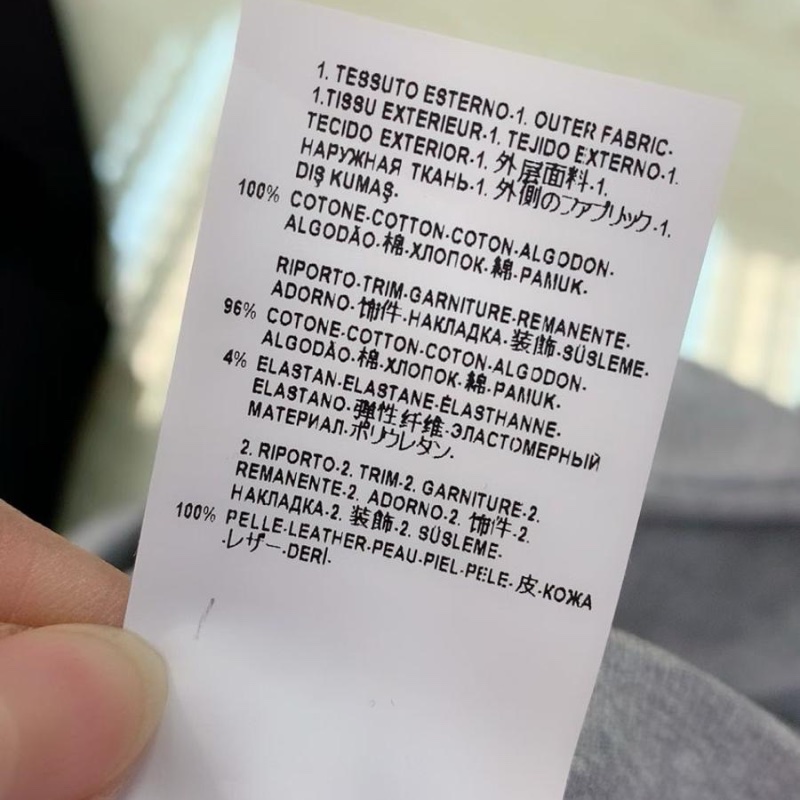 1. TESSUTO ESTERNO-1. OUTER FABRIC-
1.TISSU EXTERIEUR-1. TEJIDO EXTERNO-1.
TECIDO EXTERIOR-1. 外层面料-1.
НАРУЖНАЯ ТКАНЬ-1. 外側のファブリック-1.
DIŞ KUMAŞ-
100% COTONE-COTTON-COTON-ALGODON-
ALGODÃO-棉-ХЛОПОК-綿-PAMUK-
RIPORTO-TRIM-GARNITURE-REMANENTE-
ADORNO-饰件-НАКЛАДКА-装飾-SÜSLEME-
96% COTONE-COTTON-COTON-ALGODON-
ALGODÃO-棉-ХЛОПОК-綿-PAMUK-
4% ELASTAN-ELASTANE-ÉLASTHANNE-
ELASTANO-弹性纤维-ЭЛАСТОМЕРНЫЙ
МАТЕРИАЛ-ポリウレタン-
2. RIPORTO-2. TRIM-2. GARNITURE-2.
REMANENTE-2. ADORNO-2. 饰件-2.
НАКЛАДКА-2. 装飾-2. SÜSLEME-
100% PELLE-LEATHER-PEAU-PIEL-PELE-皮-КОЖА
-レザー-DERİ-